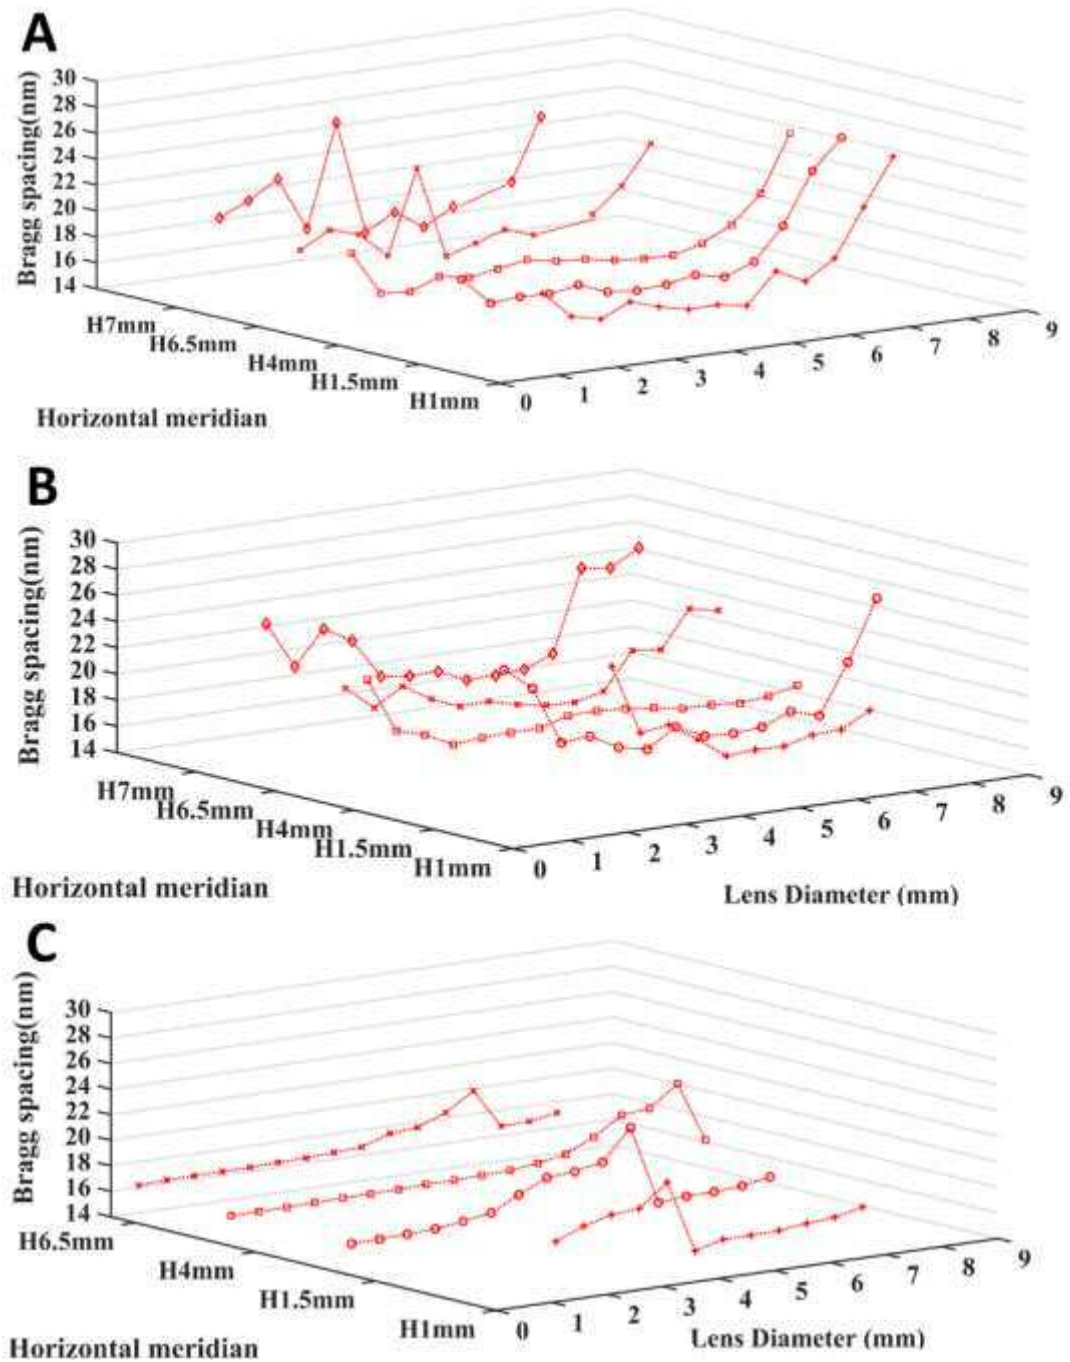 A
Bragg spacing(nm)
30
28
26
24
22
20
18
16
14
H7mm
H6.5mm
H4mm
H1.5mm
H1mm
0
1
2
3
4
5
6
7
8
9
Horizontal meridian
B
Bragg spacing(nm)
30
28
26
24
22
20
18
16
14
H7mm
H6.5mm
H4mm
H1.5mm
H1mm
0
1
2
3
4
5
6
7
8
9
Horizontal meridian
Lens Diameter (mm)
C
Bragg spacing(nm)
30
28
26
24
22
20
18
16
14
H6.5mm
H4mm
H1.5mm
H1mm
0
1
2
3
4
5
6
7
8
9
Horizontal meridian
Lens Diameter (mm)